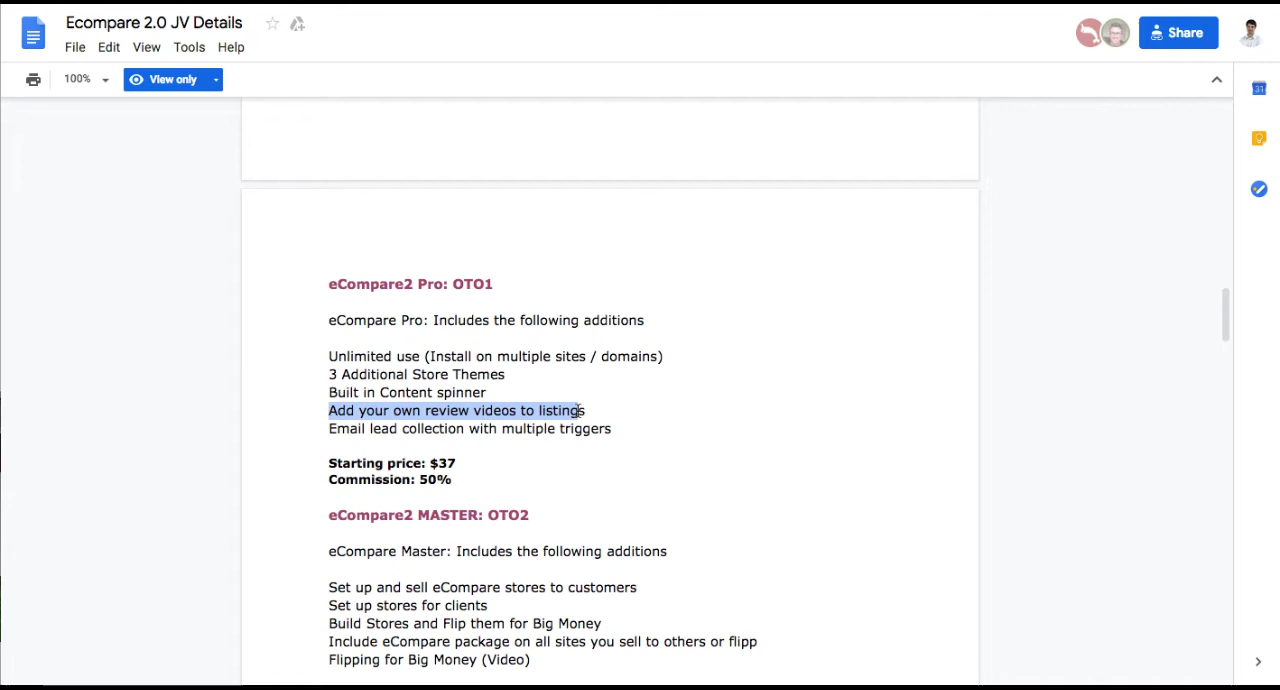 Ecompare 2.0 JV Details
File Edit View Tools Help
Share
100% View only
31
eCompare2 Pro: OTO1
eCompare Pro: Includes the following additions
Unlimited use (Install on multiple sites / domains)
3 Additional Store Themes
Built in Content spinner
Add your own review videos to listings
Email lead collection with multiple triggers
Starting price: $37
Commission: 50%
eCompare2 MASTER: OTO2
eCompare Master: Includes the following additions
Set up and sell eCompare stores to customers
Set up stores for clients
Build Stores and Flip them for Big Money
Include eCompare package on all sites you sell to others or flipp
Flipping for Big Money (Video)